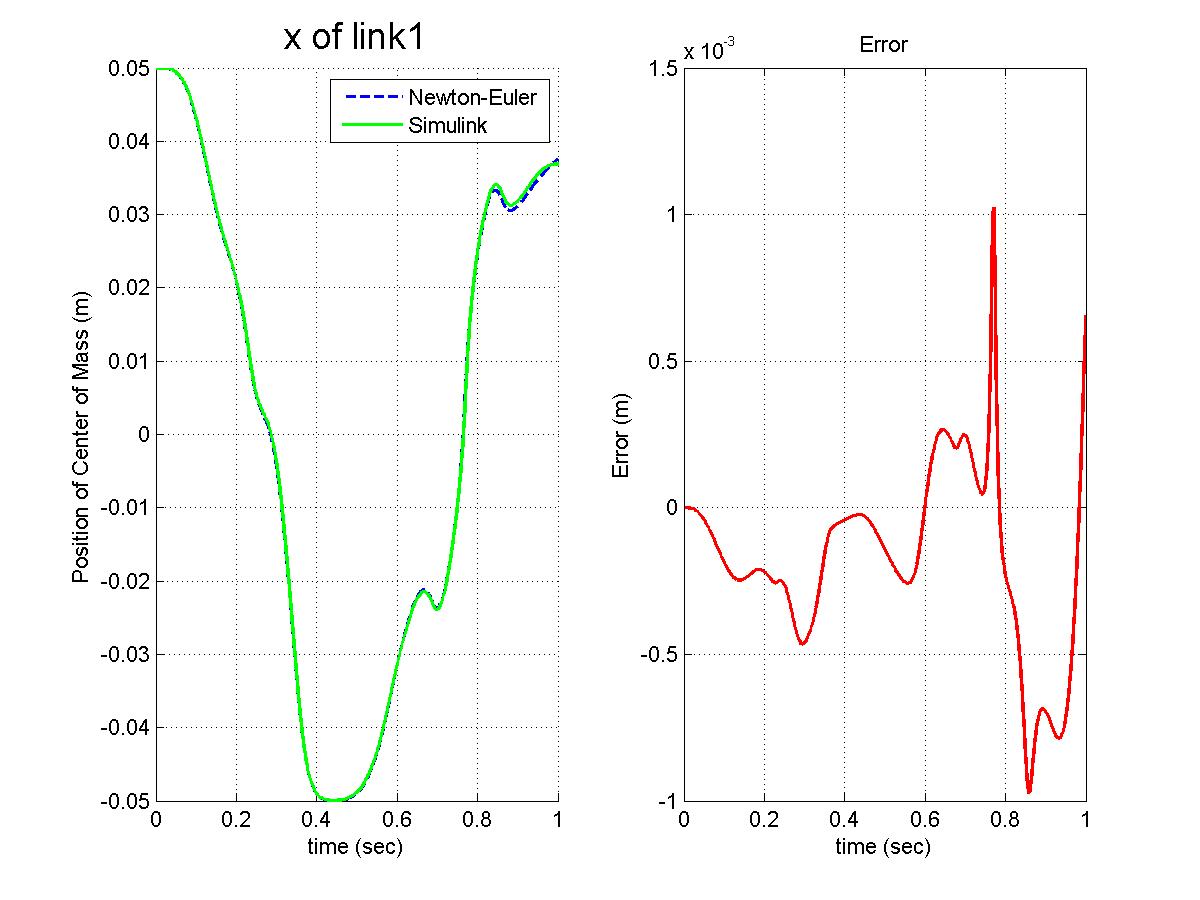 x of link1
0.05
0.04
0.03
0.02
0.01
0
-0.01
-0.02
-0.03
-0.04
-0.05
Position of Center of Mass (m)
Newton-Euler
Simulink
0 0.2 0.4 0.6 0.8 1
time (sec)
Error
x 10^-3
1.5
1
0.5
0
-0.5
-1
Error (m)
0 0.2 0.4 0.6 0.8 1
time (sec)